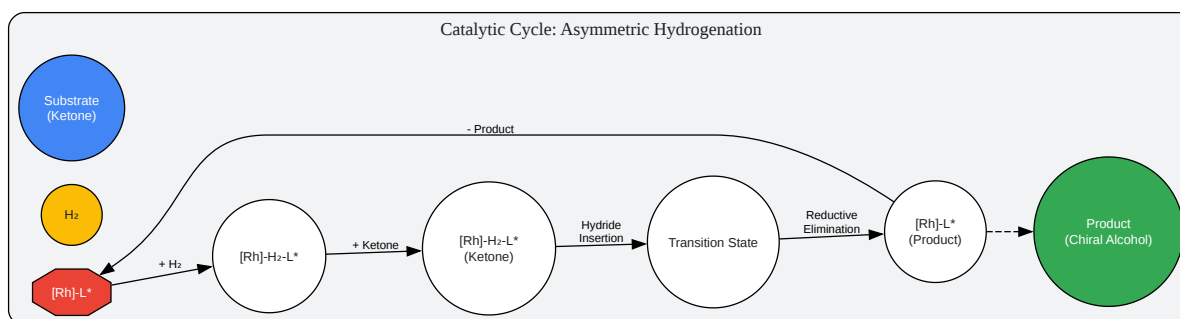 Catalytic Cycle: Asymmetric Hydrogenation
Substrate
(Ketone)
- Product
H₂
+ H₂
[Rh]-L*
[Rh]-H₂-L*
+ Ketone
[Rh]-H₂-L*
(Ketone)
Hydride
Insertion
Transition State
Reductive
Elimination
[Rh]-L*
(Product)
Product
(Chiral Alcohol)